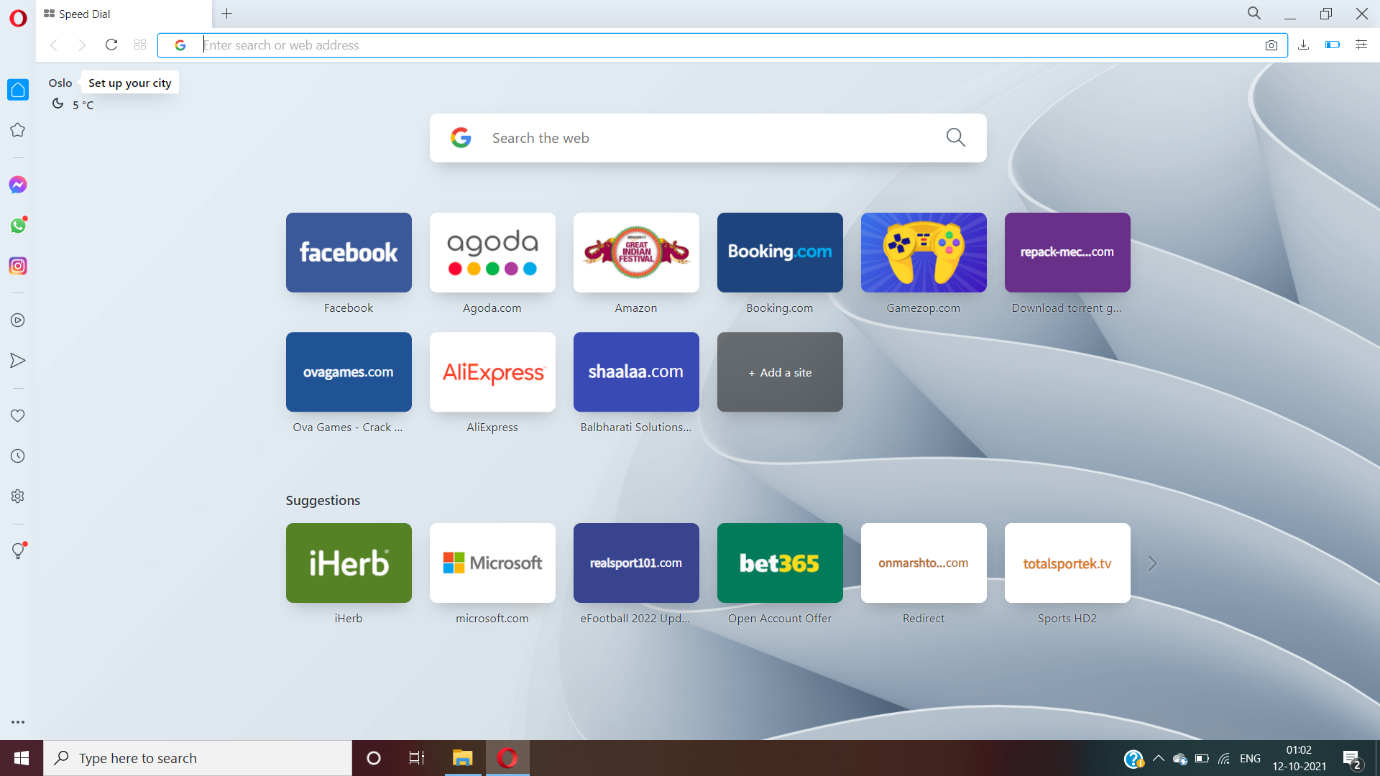 Speed Dial
Enter search or web address
Oslo
Set up your city
5 °C
Search the web
facebook
agoda
GREAT
INDIAN
FESTIVAL
Booking.com
repack-mec...com
Facebook
Agoda.com
Amazon
Booking.com
Gamezop.com
Download torrent g...
ovagames.com
AliExpress
shaalaa.com
+ Add a site
Ova Games - Crack ...
AliExpress
Balbharati Solutions...
Suggestions
iHerb
Microsoft
realsport101.com
bet365
onmarshto...com
totalsportek.tv
iHerb
microsoft.com
eFootball 2022 Upd...
Open Account Offer
Redirect
Sports HD2
Type here to search
ENG
01:02
12-10-2021
2